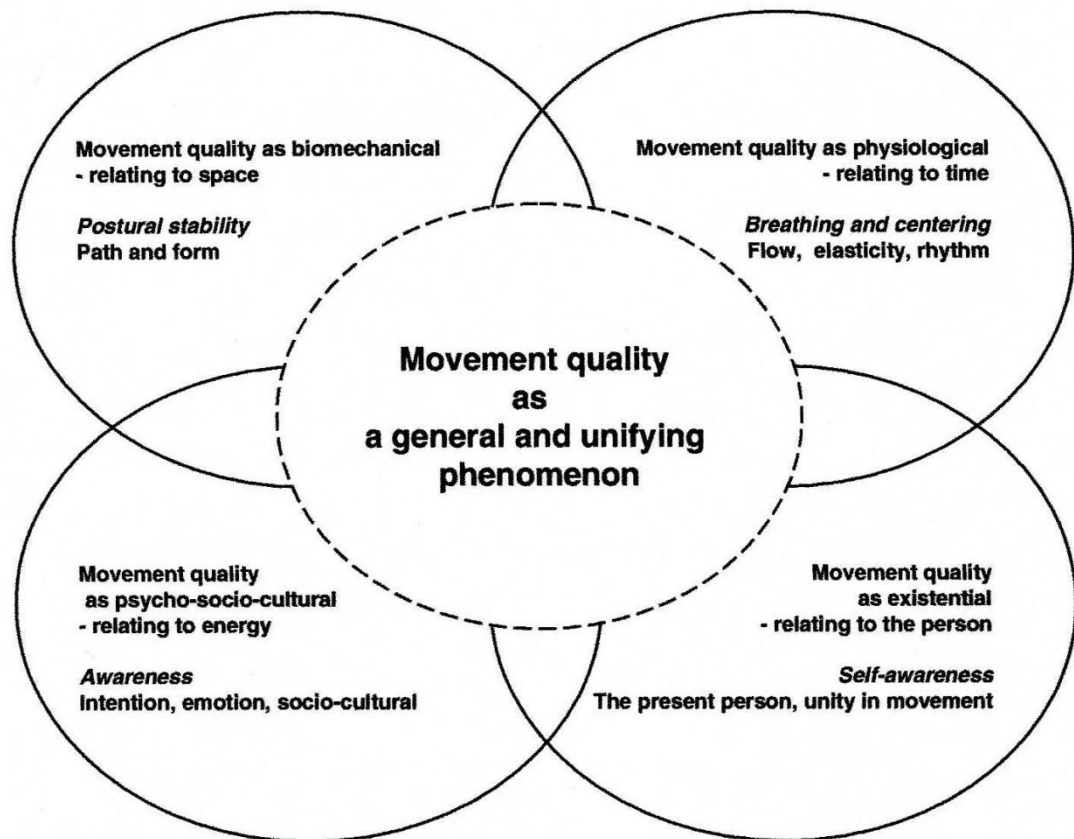 Movement quality as biomechanical
- relating to space
Postural stability
Path and form
Movement quality as physiological
- relating to time
Breathing and centering
Flow, elasticity, rhythm
Movement quality
as
a general and unifying
phenomenon
Movement quality
as psycho-socio-cultural
- relating to energy
Awareness
Intention, emotion, socio-cultural
Movement quality
as existential
- relating to the person
Self-awareness
The present person, unity in movement